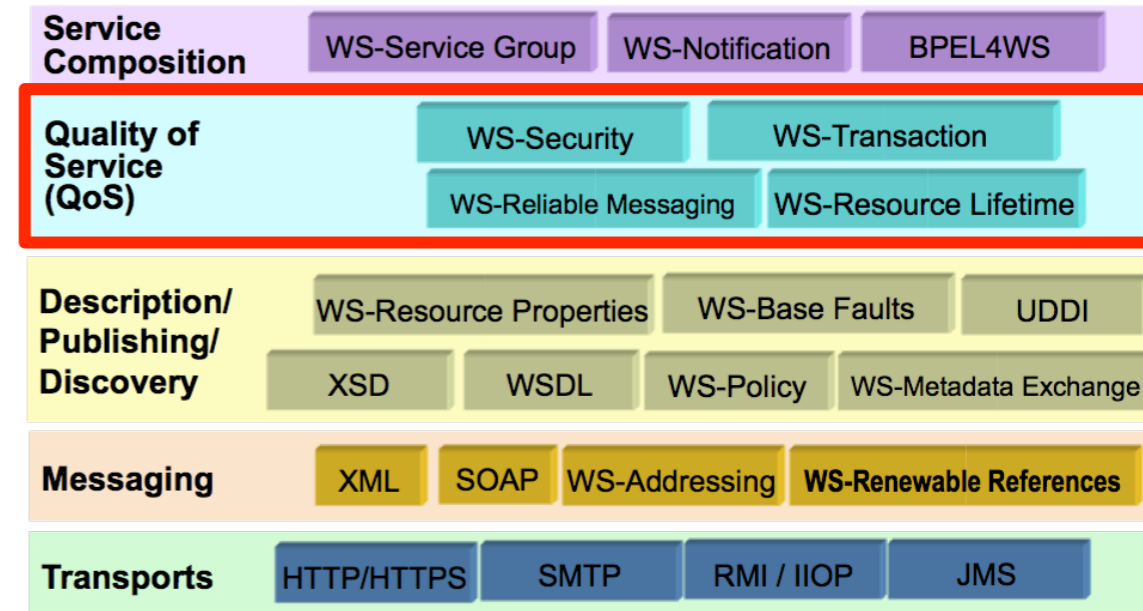 Service
Composition
WS-Service Group
WS-Notification
BPEL4WS
Quality of
Service
(QoS)
WS-Security
WS-Transaction
WS-Reliable Messaging
WS-Resource Lifetime
Description/
Publishing/
Discovery
WS-Resource Properties
WS-Base Faults
UDDI
XSD
WSDL
WS-Policy
WS-Metadata Exchange
Messaging
XML
SOAP
WS-Addressing
WS-Renewable References
Transports
HTTP/HTTPS
SMTP
RMI / IIOP
JMS